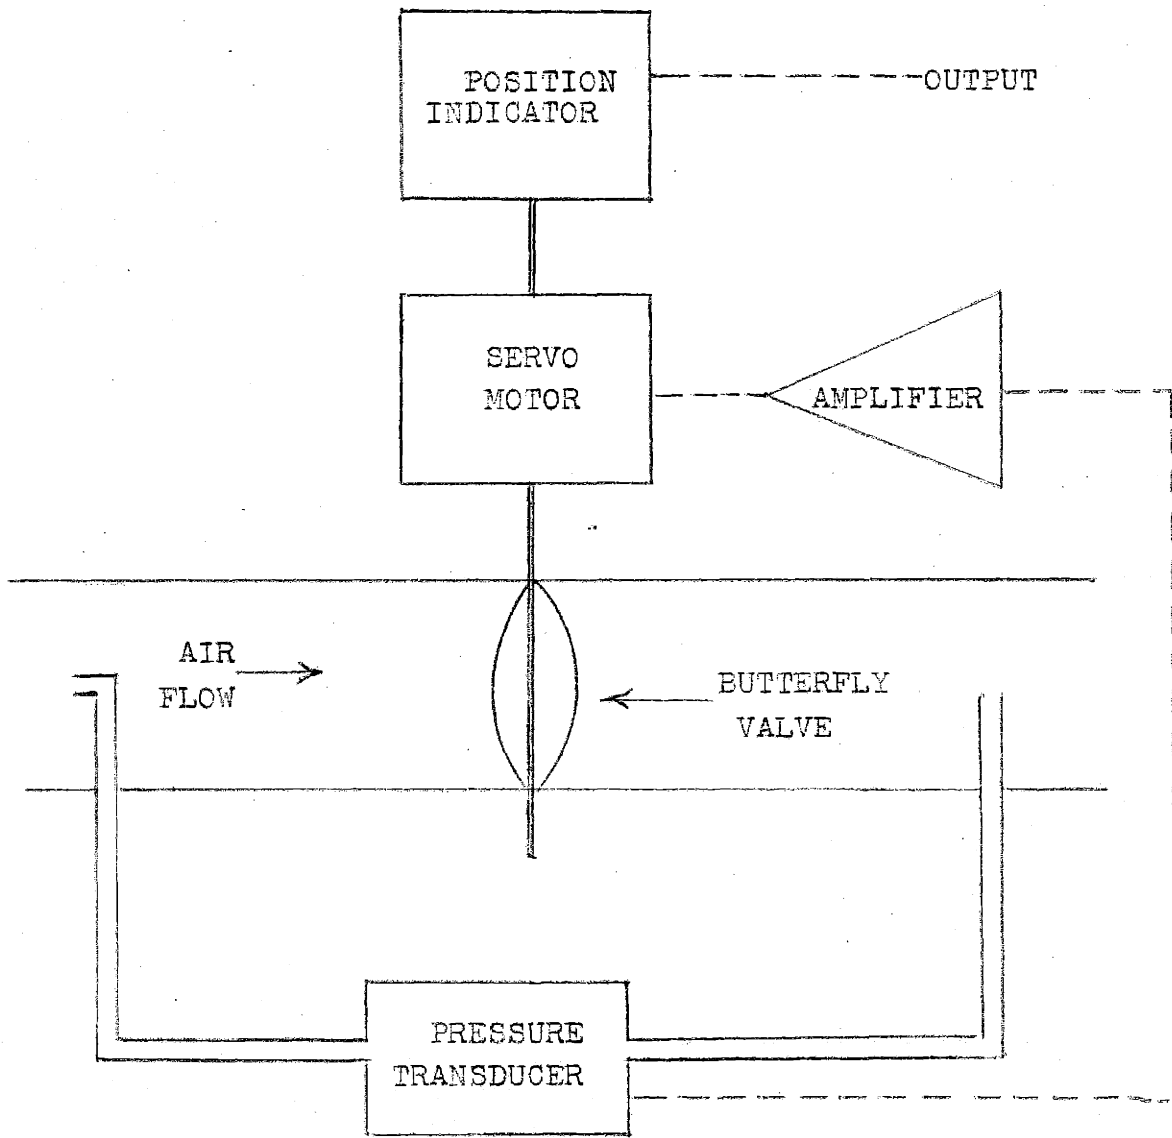 POSITION
INDICATOR
OUTPUT
SERVO
MOTOR
AMPLIFIER
AIR
FLOW
BUTTERFLY
VALVE
PRESSURE
TRANSDUCER